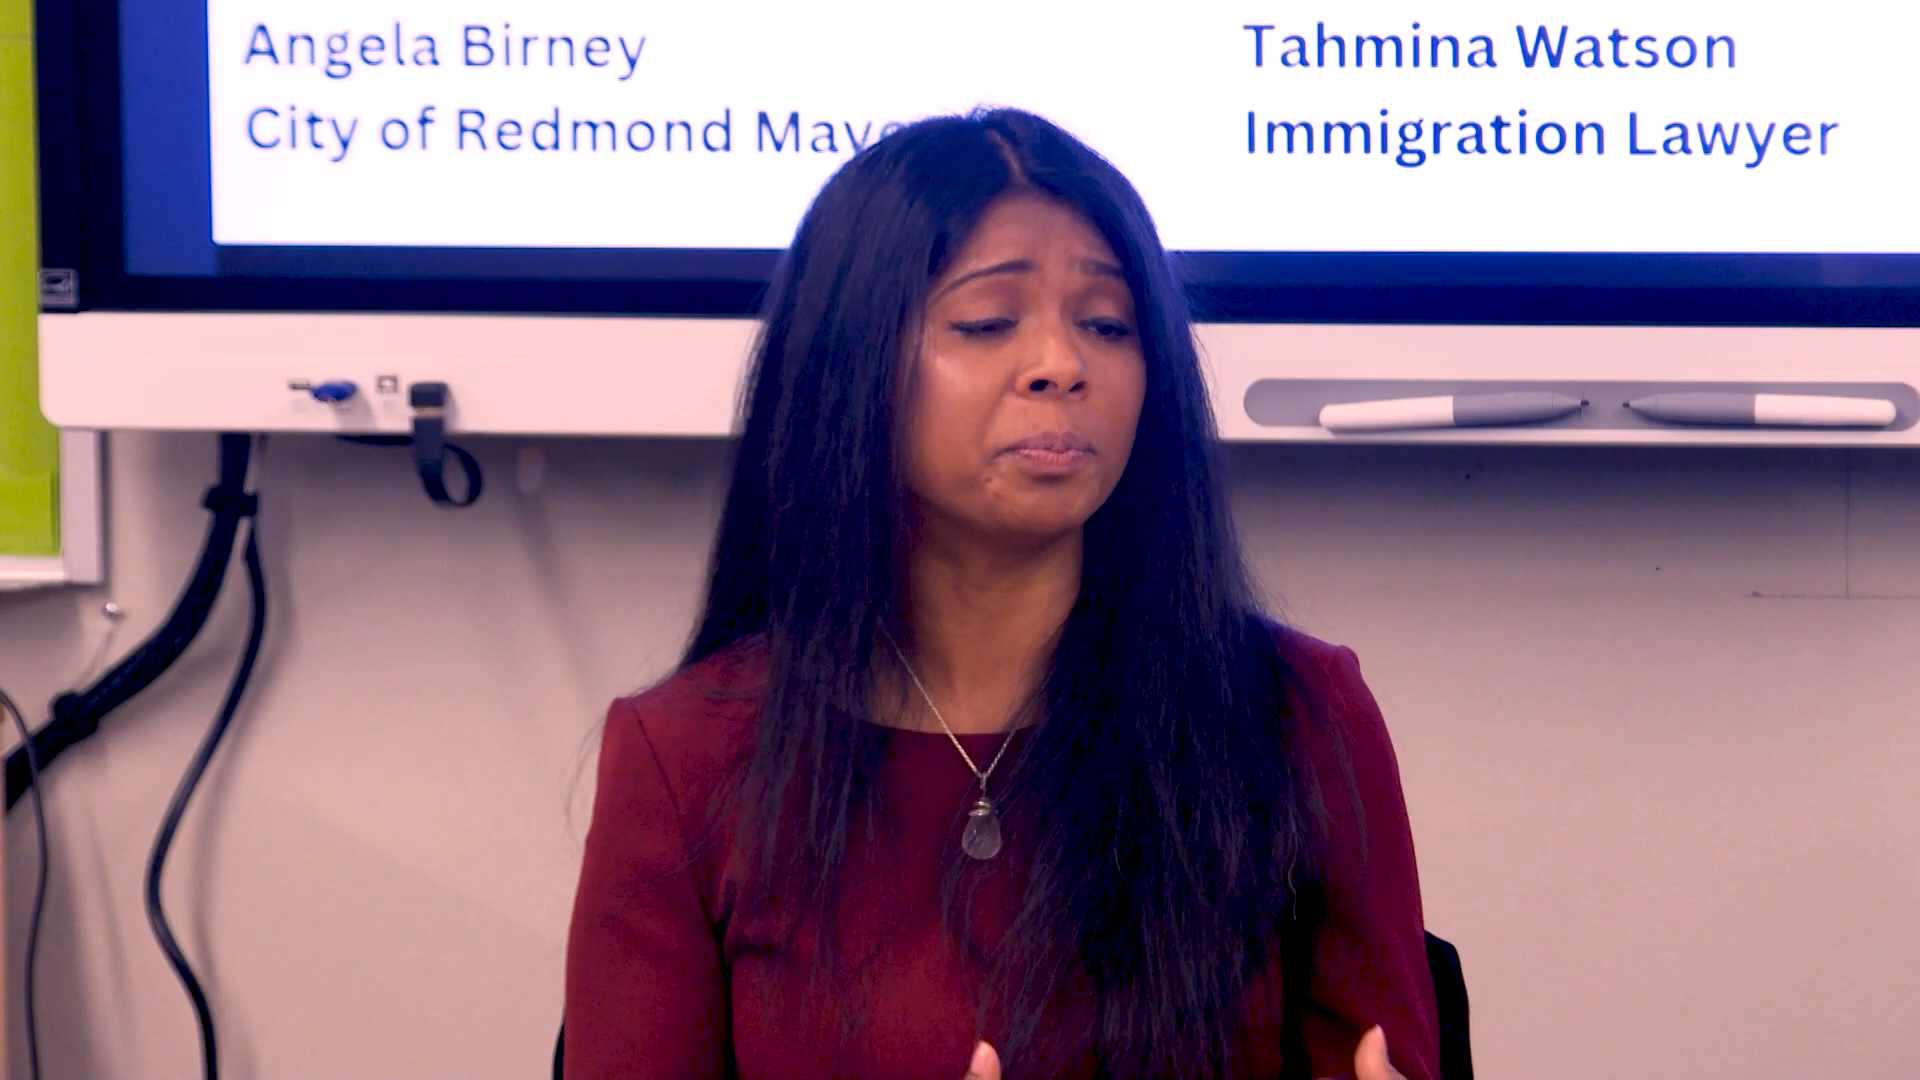 Angela Birney
City of Redmond
Tahmina Watson
Immigration Lawyer